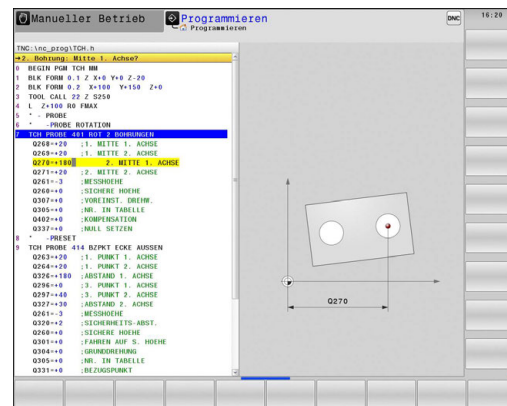 Manueller Betrieb
Programmieren
Programmieren
DNC
16:20
TNC:\nc_prog\TCH.h
→2. Bohrung: Mitte 1. Achse?
0 BEGIN PGM TCH MM
1 BLK FORM 0.1 Z X+0 Y+0 Z-20
2 BLK FORM 0.2 X+100 Y+150 Z+0
3 TOOL CALL 22 Z S250
4 L Z+100 R0 FMAX
5 * - PROBE
6 * -PROBE ROTATION
7 TCH PROBE 401 ROT 2 BOHRUNGEN
Q268=+20 ;1. MITTE 1. ACHSE
Q269=+20 ;1. MITTE 2. ACHSE
Q270=+180 2. MITTE 1. ACHSE
Q271=+20 ;2. MITTE 2. ACHSE
Q261=-3 ;MESSHOEHE
Q260=+0 ;SICHERE HOEHE
Q307=+0 ;VOREINST. DREHW.
Q305=+0 ;NR. IN TABELLE
Q402=+0 ;KOMPENSATION
Q337=+0 ;NULL SETZEN
8 * -PRESET
9 TCH PROBE 414 BZPKT ECKE AUSSEN
Q263=+20 ;1. PUNKT 1. ACHSE
Q264=+20 ;1. PUNKT 2. ACHSE
Q326=+180 ;ABSTAND 1. ACHSE
Q296=+0 ;3. PUNKT 1. ACHSE
Q297=+40 ;3. PUNKT 2. ACHSE
Q327=+30 ;ABSTAND 2. ACHSE
Q261=-3 ;MESSHOEHE
Q320=+2 ;SICHERHEITS-ABST.
Q260=+0 ;SICHERE HOEHE
Q301=+0 ;FAHREN AUF S. HOEHE
Q304=+0 ;GRUNDDREHUNG
Q305=+0 ;NR. IN TABELLE
Q331=+0 ;BEZUGSPUNKT
Q270